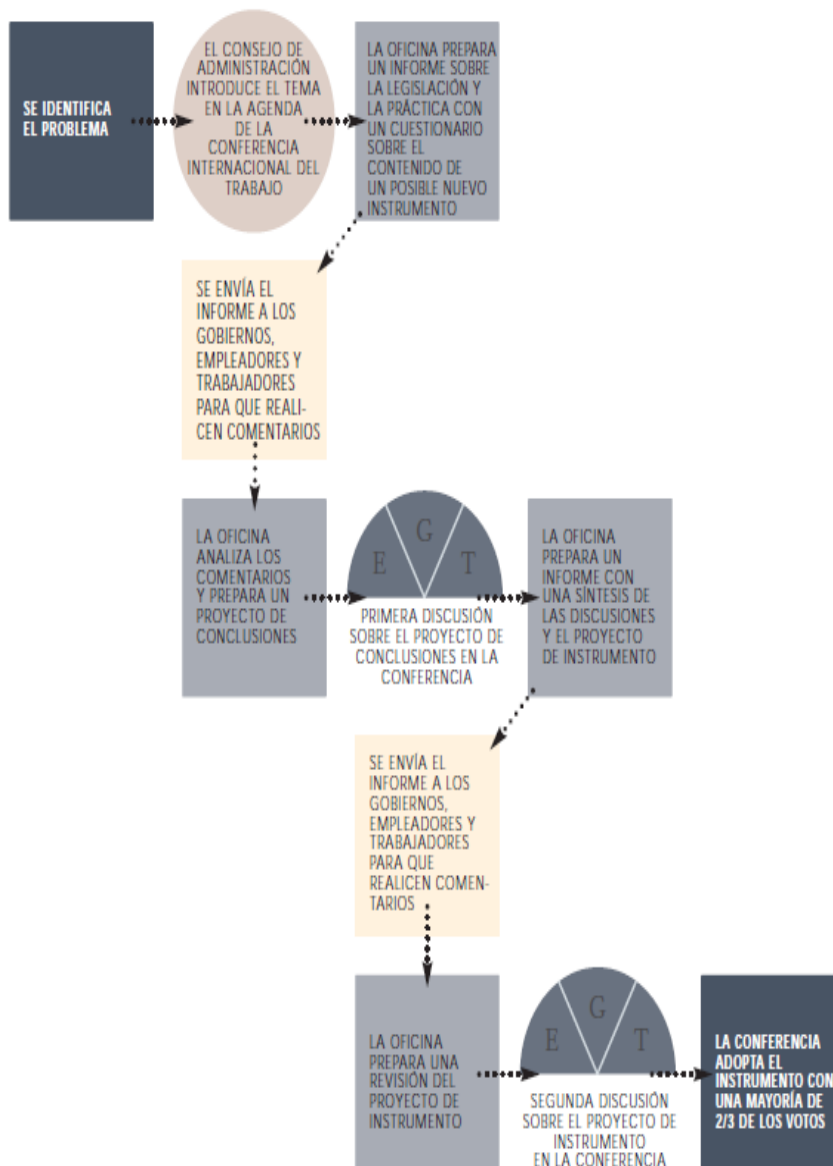 SE IDENTIFICA
EL PROBLEMA
EL CONSEJO DE
ADMINISTRACIÓN
INTRODUCE EL TEMA
EN LA AGENDA
DE LA
CONFERENCIA
INTERNACIONAL DEL
TRABAJO
LA OFICINA PREPARA
UN INFORME SOBRE
LA LEGISLACIÓN Y
LA PRÁCTICA CON
UN CUESTIONARIO
SOBRE EL
CONTENIDO DE
UN POSIBLE NUEVO
INSTRUMENTO
SE ENVÍA EL
INFORME A LOS
GOBIERNOS,
EMPLEADORES Y
TRABAJADORES
PARA QUE REALI-
CEN COMENTARIOS
LA OFICINA
ANALIZA LOS
COMENTARIOS
Y PREPARA UN
PROYECTO DE
CONCLUSIONES
E G T
PRIMERA DISCUSIÓN
SOBRE EL PROYECTO DE
CONCLUSIONES EN LA
CONFERENCIA
LA OFICINA
PREPARA UN
INFORME CON
UNA SÍNTESIS DE
LAS DISCUSIONES
Y EL PROYECTO
DE INSTRUMENTO
SE ENVÍA EL
INFORME A LOS
GOBIERNOS,
EMPLEADORES Y
TRABAJADORES
PARA QUE
REALICEN COMEN-
TARIOS
LA OFICINA
PREPARA UNA
REVISIÓN DEL
PROYECTO DE
INSTRUMENTO
E G T
SEGUNDA DISCUSIÓN
SOBRE EL PROYECTO DE
INSTRUMENTO
EN LA CONFERENCIA
LA CONFERENCIA
ADOPTA EL
INSTRUMENTO CON
UNA MAYORÍA DE
2/3 DE LOS VOTOS